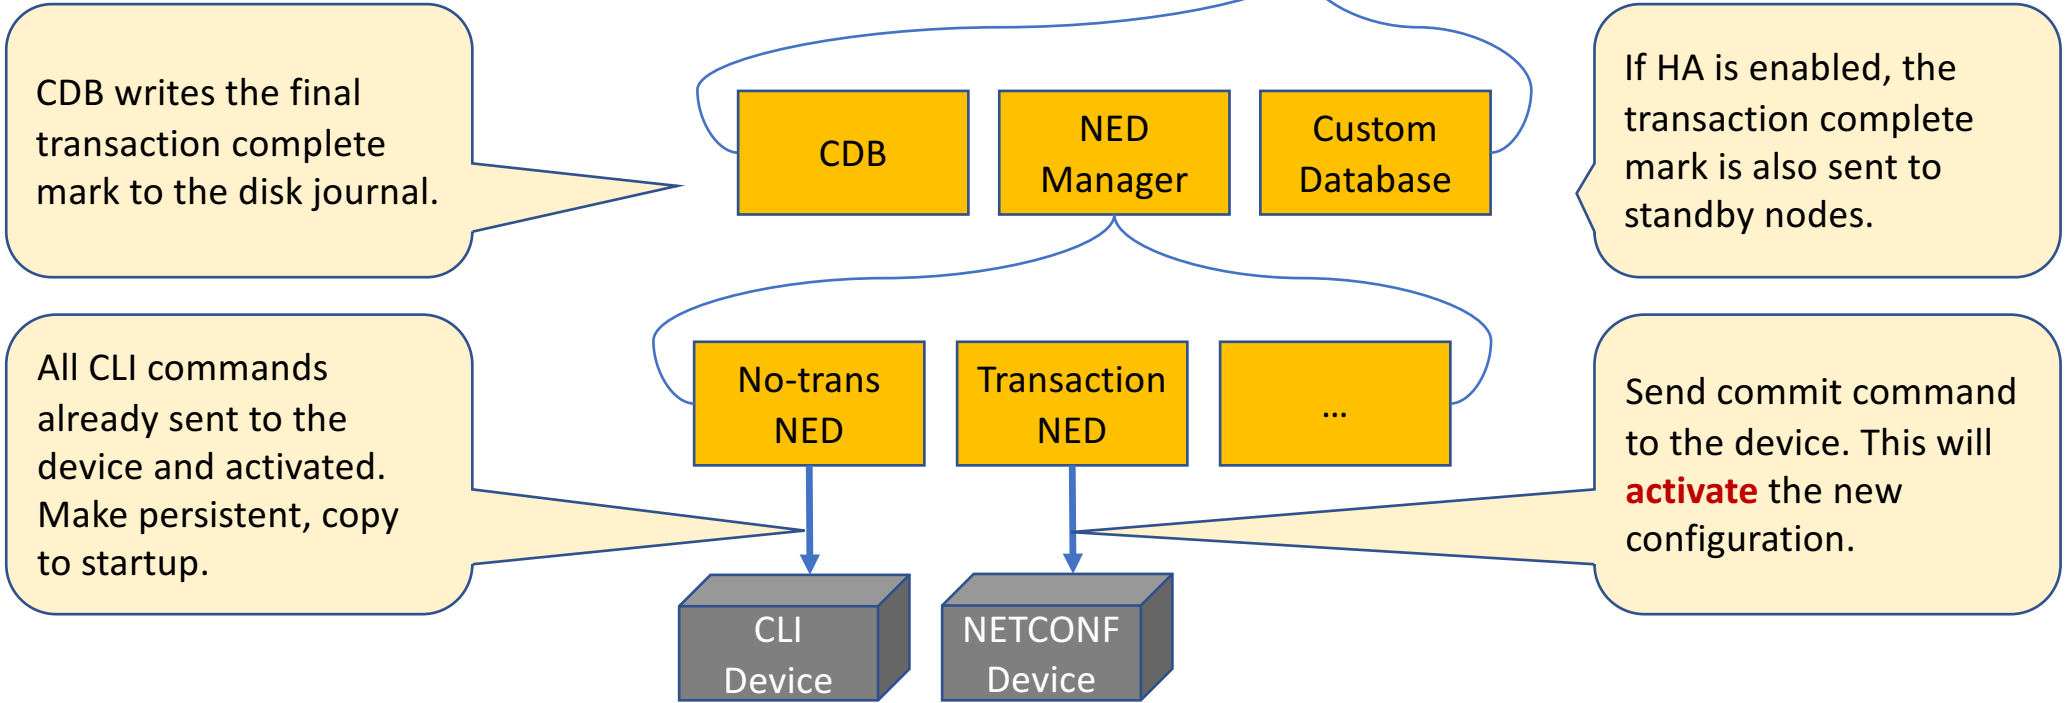 CDB writes the final
transaction complete
mark to the disk journal.
CDB
NED
Manager
Custom
Database
If HA is enabled, the
transaction complete
mark is also sent to
standby nodes.
All CLI commands
already sent to the
device and activated.
Make persistent, copy
to startup.
No-trans
NED
Transaction
NED
...
Send commit command
to the device. This will
activate the new
configuration.
CLI
Device
NETCONF
Device